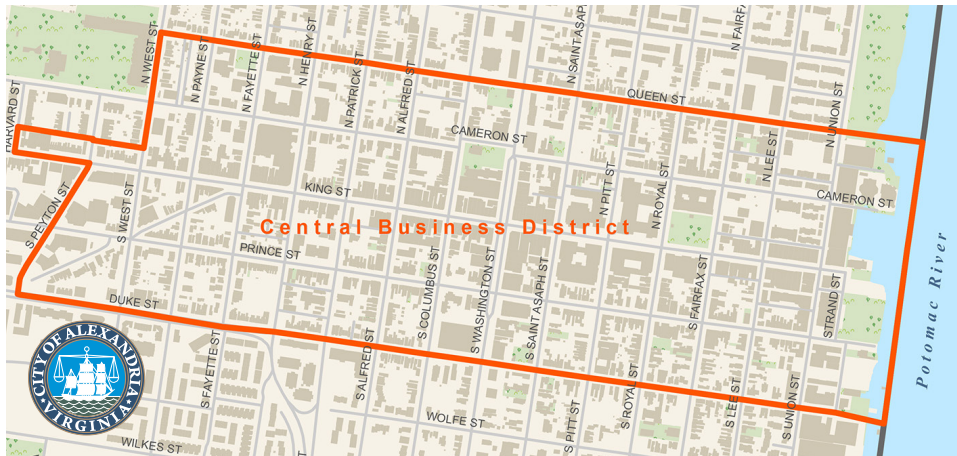 N WEST ST
N PAYNE ST
N FAYETTE ST
N HENRY ST
N PATRICK ST
N ALFRED ST
N SAINT ASAP
N FAIRFA
QUEEN ST
HARVARD ST
CAMERON ST
N LEE ST
N UNION ST
CAMERON ST
S PEYTON ST
S WEST ST
KING ST
N PITT ST
N ROYAL ST
Central Business District
PRINCE ST
S COLUMBUS ST
S WASHINGTON ST
S SAINT ASAPH ST
S FAIRFAX ST
STRAND ST
Potomac River
DUKE ST
CITY OF ALEXANDRIA
VIRGINIA
S FAYETTE ST
S ALFRED ST
S ROYAL ST
S LEE ST
S UNION ST
WOLFE ST
S PITT ST
WILKES ST
ST